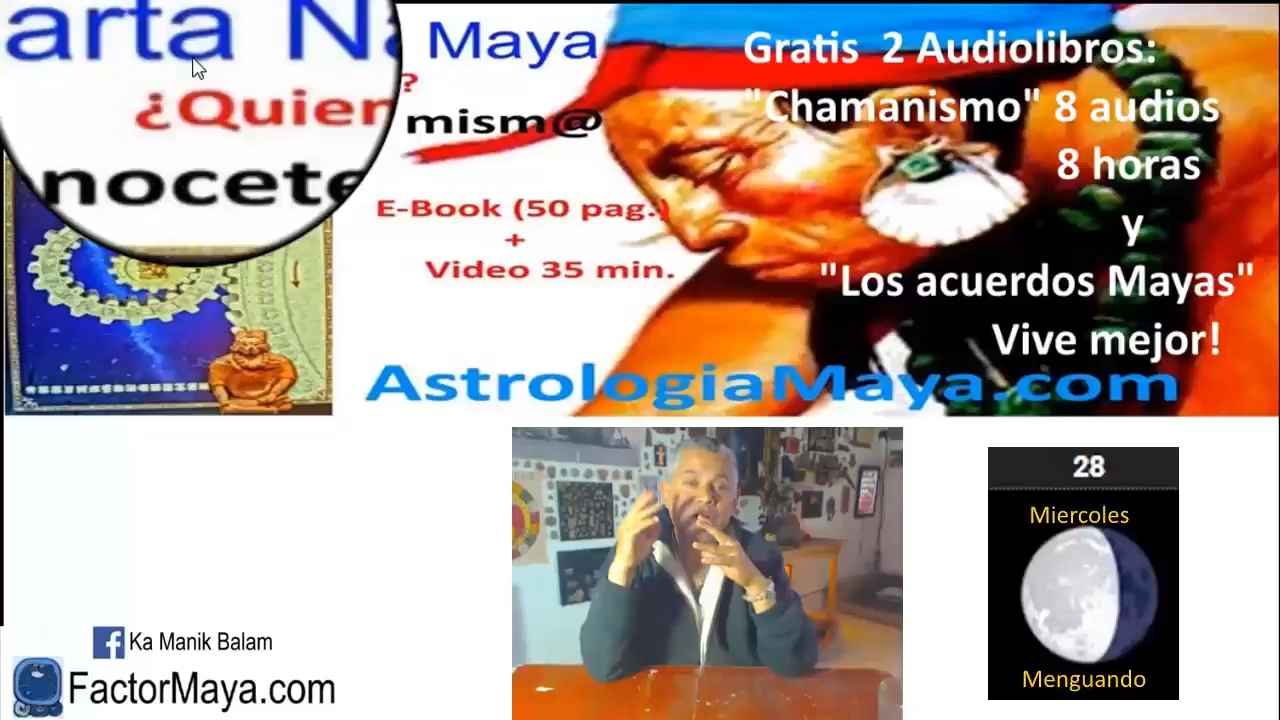 arta Na Maya
¿Quien ?
nocete mism@
E-Book (50 pag.)
+
Video 35 min.
Gratis 2 Audiolibros:
"Chamanismo" 8 audios
8 horas
y
"Los acuerdos Mayas"
Vive mejor!
AstrologiaMaya.com
28
Miercoles
Menguando
Ka Manik Balam
FactorMaya.com